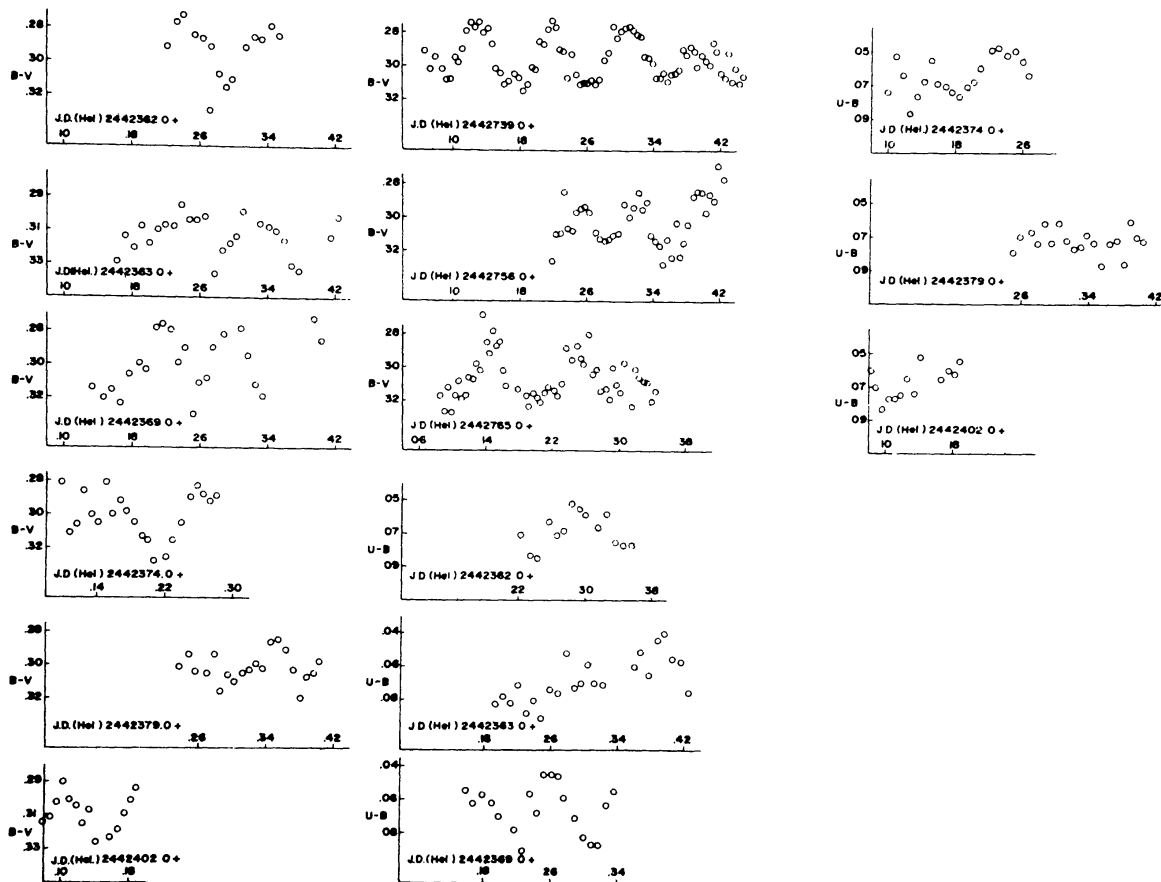 .28
.30
B-V
.32
J.D.(Hel) 2442362 0 +
10 .18 26 .34 .42
.29
.31
B-V
.33
J.D(Hel.) 2442363 0 +
10 .18 .26 .34 .42
.28
.30
B-V
.32
J.D.(Hel) 2442369 0 +
.10 .18 .26 .34 .42
.28
.30
B-V
.32
J.D (Hel) 2442374.0 +
.14 .22 .30
.28
.30
B-V
.32
J.D.(Hel) 2442379.0 +
.26 .34 .42
.29
.31
B-V
.33
J.D.(Hel.) 2442402 0 +
.10 .18
28
30
B-V
32
J.D (Hel) 2442739.0 +
10 18 26 34 42
28
30
B-V
32
J.D (Hel) 2442756 0 +
10 18 26 34 42
28
30
B-V
32
J D (Hel) 2442765 0 +
06 14 22 30 38
05
07
U-B
09
J.D (Hel) 2442362 0 +
22 30 38
.04
.06
U-B
.08
J.D (Hel) 2442363 0 +
.18 .26 .34 .42
.04
.06
U-B
08
J.D.(Hel) 2442369 0 +
.18 26 .34
05
07
U-B
09
J D (Hel) 2442374 0 +
10 18 26
05
07
U-B
09
J D (Hel) 2442379 0 +
26 .34 42
05
07
U-B
09
J D (Hel) 2442402 0 +
10 18